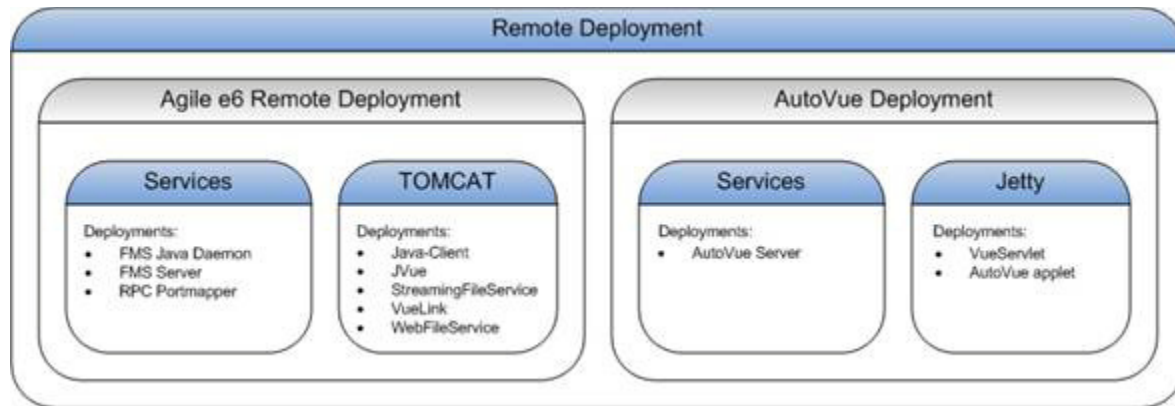 Remote Deployment
Agile e6 Remote Deployment
Services
Deployments:
• FMS Java Daemon
• FMS Server
• RPC Portmapper
TOMCAT
Deployments:
• Java-Client
• JVue
• StreamingFileService
• VueLink
• WebFileService
AutoVue Deployment
Services
Deployments:
• AutoVue Server
Jetty
Deployments:
• VueServlet
• AutoVue applet